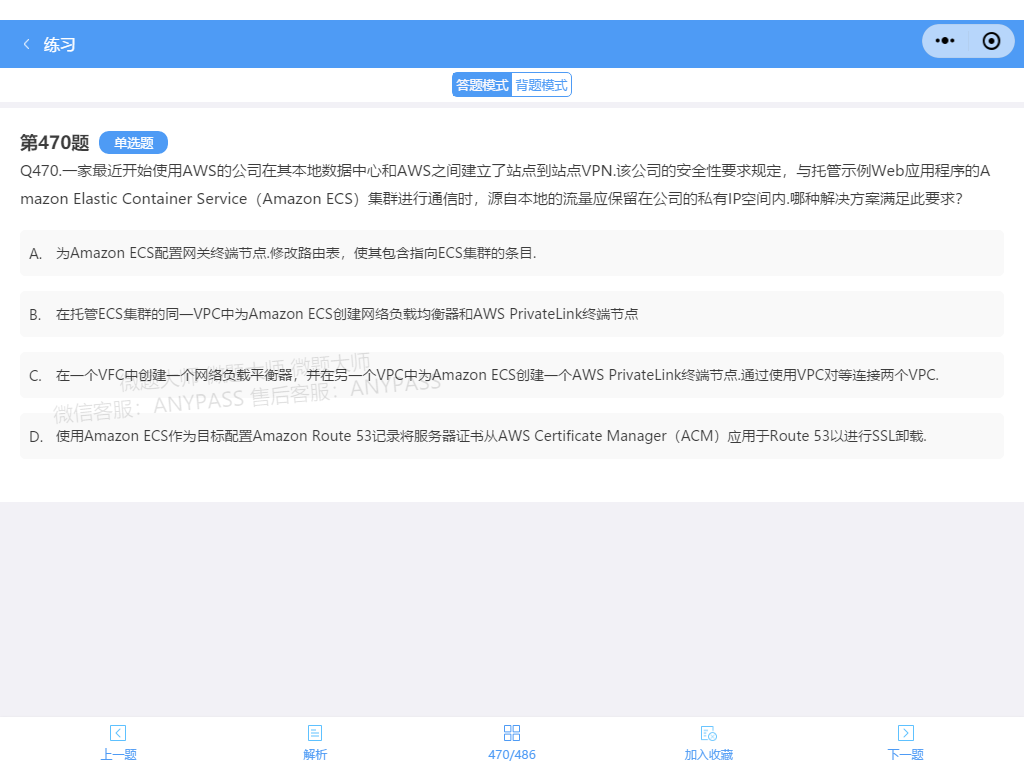 练习
答题模式 背题模式
第470题 单选题
Q470.一家最近开始使用AWS的公司在其本地数据中心和AWS之间建立了站点到站点VPN.该公司的安全性要求规定，与托管示例Web应用程序的A
mazon Elastic Container Service（Amazon ECS）集群进行通信时，源自本地的流量应保留在公司的私有IP空间内.哪种解决方案满足此要求？
A. 为Amazon ECS配置网关终端节点.修改路由表，使其包含指向ECS集群的条目.
B. 在托管ECS集群的同一VPC中为Amazon ECS创建网络负载均衡器和AWS PrivateLink终端节点
C. 在一个VFC中创建一个网络负载平衡器，并在另一个VPC中为Amazon ECS创建一个AWS PrivateLink终端节点.通过使用VPC对等连接两个VPC.
微题大师 微题大师 微题大师
微信客服：ANYPASS 售后客服：ANYPASS
D. 使用Amazon ECS作为目标配置Amazon Route 53记录将服务器证书从AWS Certificate Manager（ACM）应用于Route 53以进行SSL卸载.
上一题 解析 470/486 加入收藏 下一题